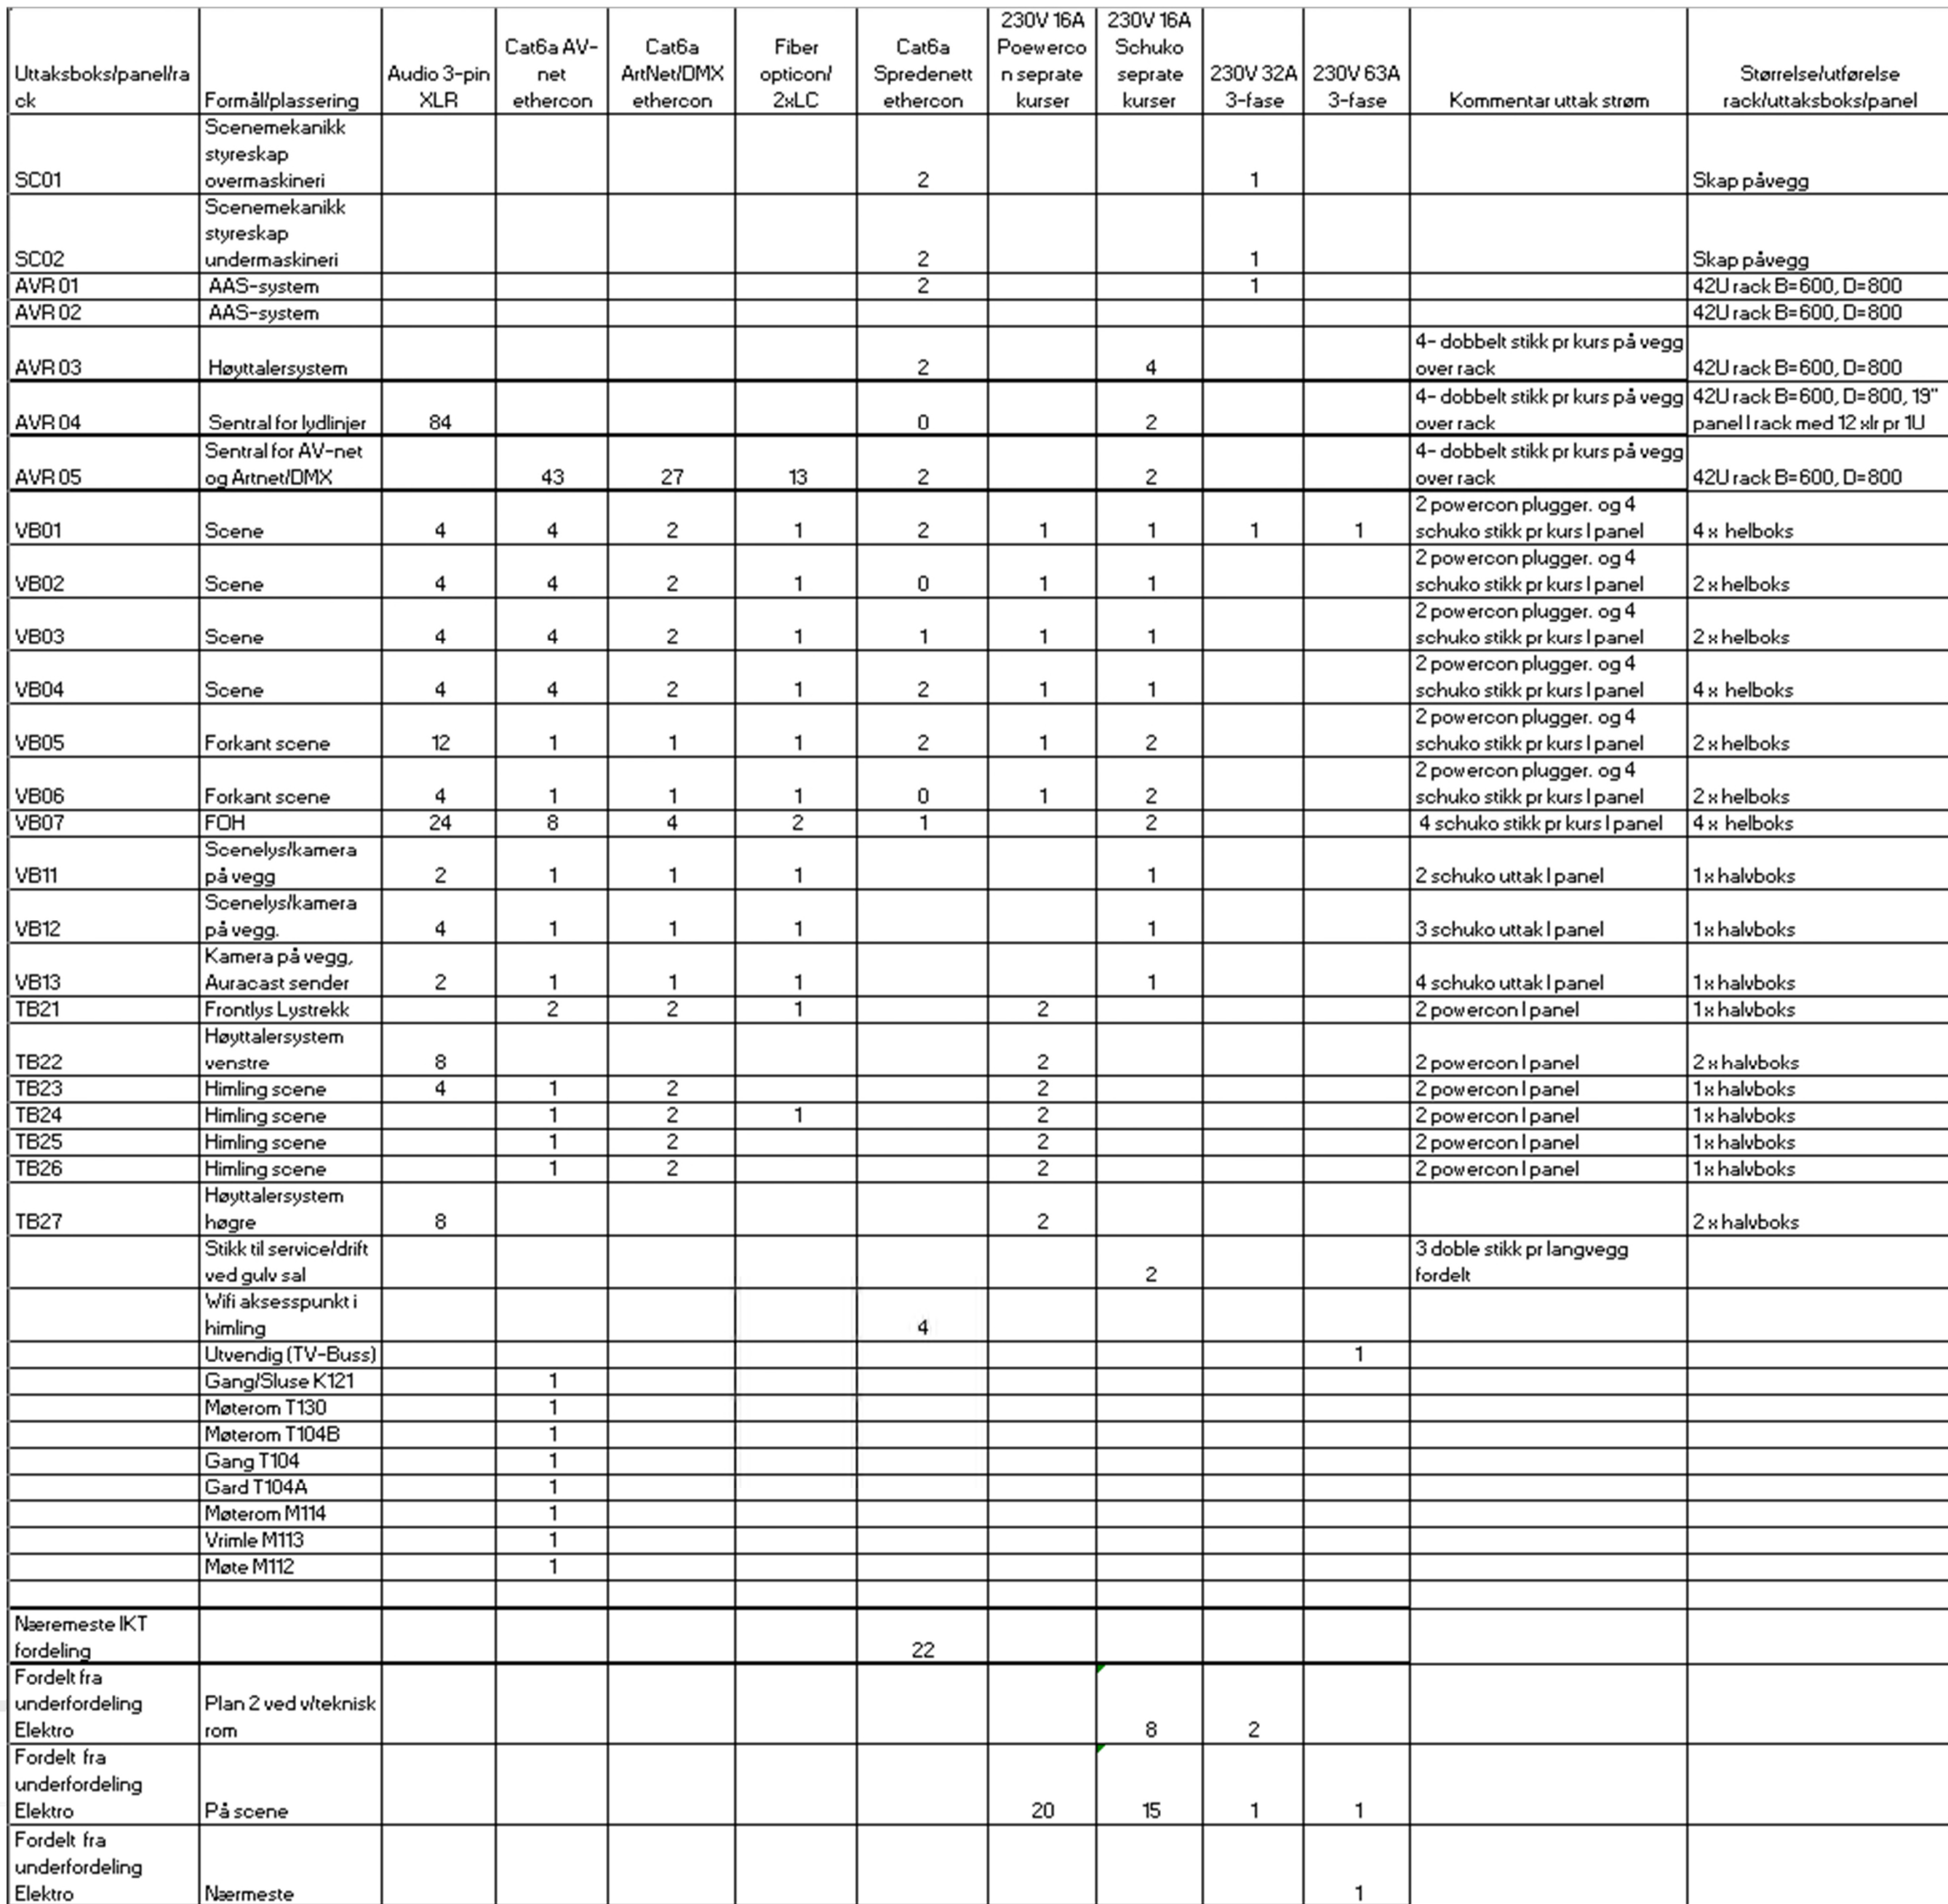 Uttaksboks/panel/ra
ck
Formål/plassering
Audio 3-pin
XLR
Cat6a AV-
net
ethercon
Cat6a
ArtNet/DMX
ethercon
Fiber
opticon/
2xLC
Cat6a
Spredenett
ethercon
230V 16A
Poewerco
n seprate
kurser
230V 16A
Schuko
seprate
kurser
230V 32A
3-fase
230V 63A
3-fase
Kommentar uttak strøm
Størrelse/utførelse
rack/uttaksboks/panel
SC01
Scenemekanikk
styreskap
overmaskineri
2
1
Skap påvegg
SC02
Scenemekanikk
styreskap
undermaskineri
2
1
Skap påvegg
AVR 01 AAS-system 2 1 42U rack B=600, D=800
AVR 02 AAS-system 42U rack B=600, D=800
AVR 03 Høyttalersystem 2 4
4- dobbelt stikk pr kurs på vegg
over rack
42U rack B=600, D=800
AVR 04 Sentral for lydlinjer 84 0 2
4- dobbelt stikk pr kurs på vegg
over rack
42U rack B=600, D=800, 19"
panel I rack med 12 xlr pr 1U
AVR 05
Sentral for AV-net
og Artnet/DMX
43 27 13 2 2
4- dobbelt stikk pr kurs på vegg
over rack
42U rack B=600, D=800
VB01 Scene 4 4 2 1 2 1 1 1 1
2 powercon plugger. og 4
schuko stikk pr kurs I panel
4 x helboks
VB02 Scene 4 4 2 1 0 1 1
2 powercon plugger. og 4
schuko stikk pr kurs I panel
2 x helboks
VB03 Scene 4 4 2 1 1 1 1
2 powercon plugger. og 4
schuko stikk pr kurs I panel
2 x helboks
VB04 Scene 4 4 2 1 2 1 1
2 powercon plugger. og 4
schuko stikk pr kurs I panel
4 x helboks
VB05 Forkant scene 12 1 1 1 2 1 2
2 powercon plugger. og 4
schuko stikk pr kurs I panel
2 x helboks
VB06 Forkant scene 4 1 1 1 0 1 2
2 powercon plugger. og 4
schuko stikk pr kurs I panel
2 x helboks
VB07 FOH 24 8 4 2 1 2 4 schuko stikk pr kurs I panel 4 x helboks
VB11
Scenelys/kamera
på vegg
2 1 1 1 1 2 schuko uttak I panel 1 x halvboks
VB12
Scenelys/kamera
på vegg.
4 1 1 1 1 3 schuko uttak I panel 1 x halvboks
VB13
Kamera på vegg,
Auracast sender
2 1 1 1 1 4 schuko uttak I panel 1 x halvboks
TB21 Frontlys Lystrekk 2 2 1 2 2 powercon I panel 1 x halvboks
TB22
Høyttalersystem
venstre
8 2 2 powercon I panel 2 x halvboks
TB23 Himling scene 4 1 2 2 2 powercon I panel 1 x halvboks
TB24 Himling scene 1 2 1 2 2 powercon I panel 1 x halvboks
TB25 Himling scene 1 2 2 2 powercon I panel 1 x halvboks
TB26 Himling scene 1 2 2 2 powercon I panel 1 x halvboks
TB27
Høyttalersystem
høgre
8 2 2 x halvboks
Stikk til service/drift
ved gulv sal
2
3 doble stikk pr langvegg
fordelt
Wifi aksesspunkt i
himling
4
Utvendig (TV-Buss) 1
Gang/Sluse K121 1
Møterom T130 1
Møterom T104B 1
Gang T104 1
Gard T104A 1
Møterom M114 1
Vrimle M113 1
Møte M112 1
Næremeste IKT
fordeling
22
Fordelt fra
underfordeling
Elektro
Plan 2 ved v/teknisk
rom
8 2
Fordelt fra
underfordeling
Elektro
På scene 20 15 1 1
Fordelt fra
underfordeling
Elektro
Nærmeste 1